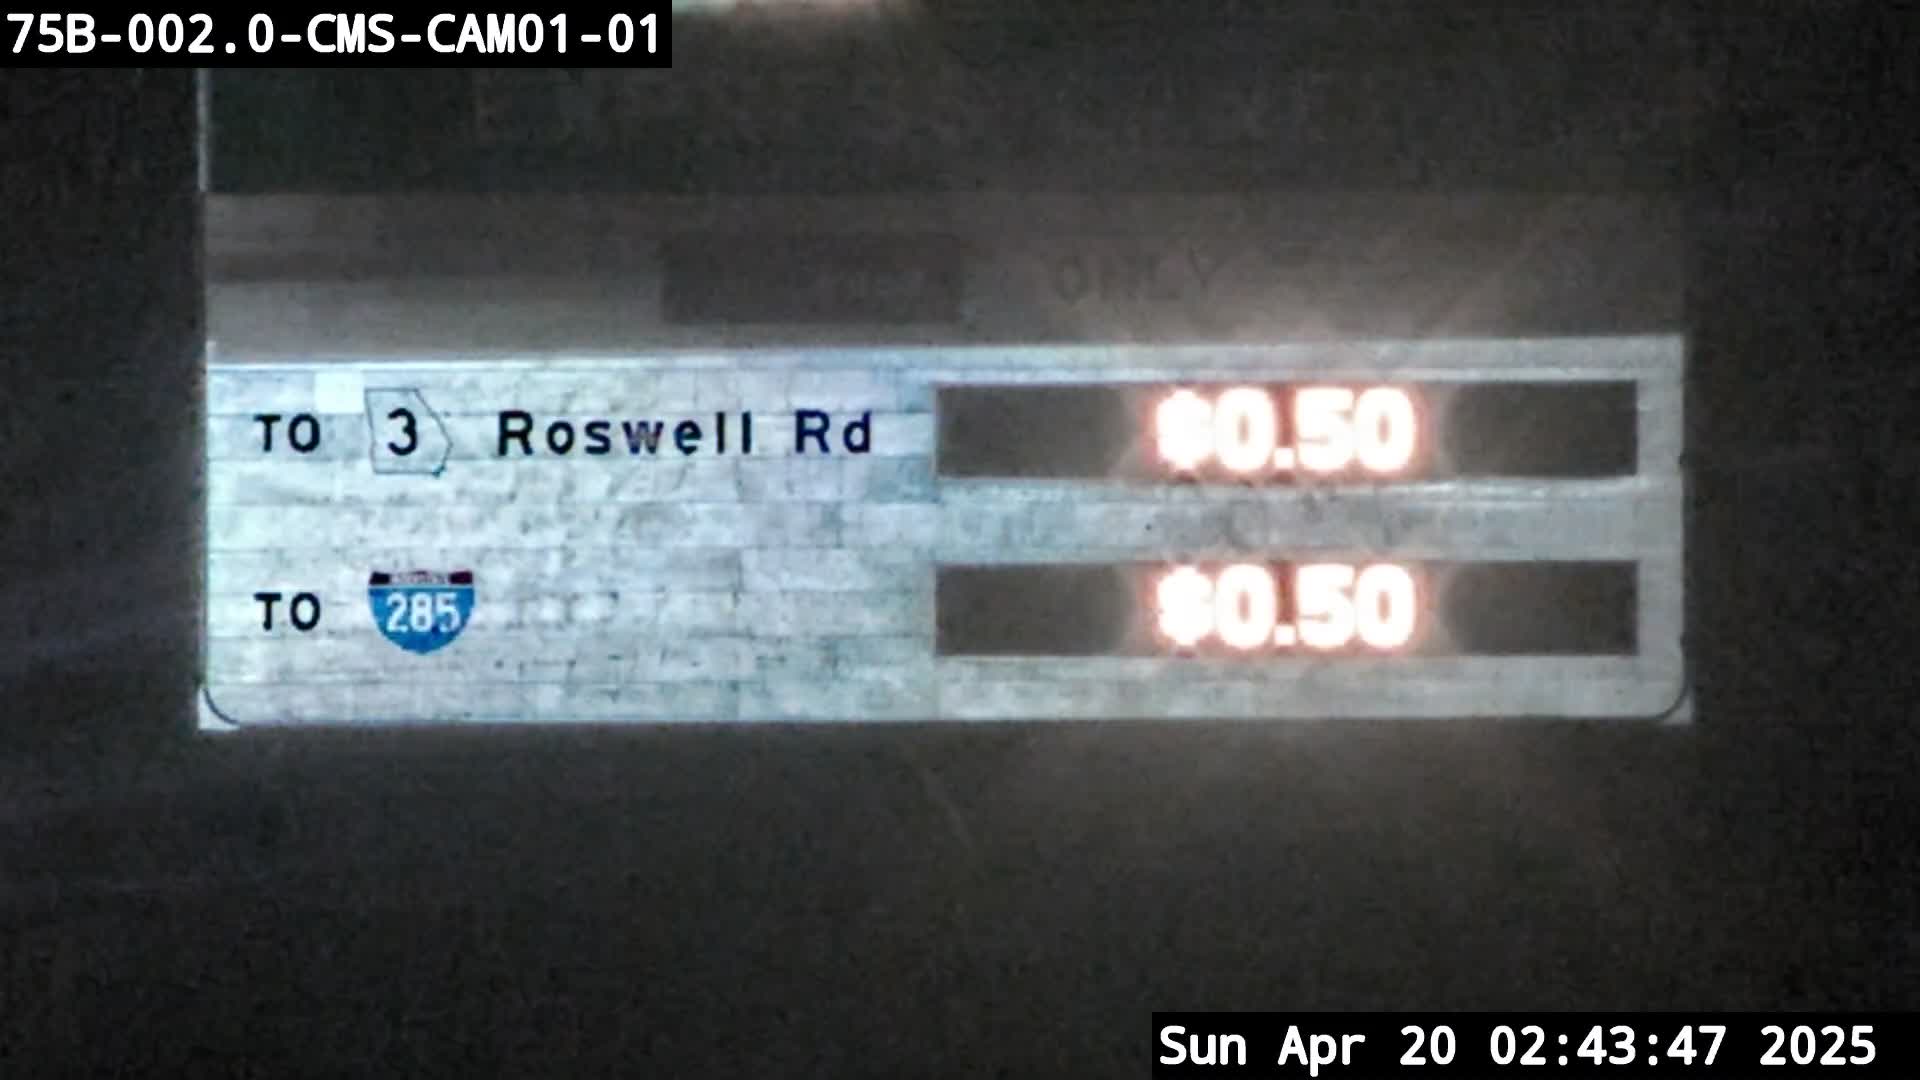 75B-002.0-CMS-CAM01-01
ONLY
TO 3 Roswell Rd $0.50
TO 285 $0.50
Sun Apr 20 02:43:47 2025